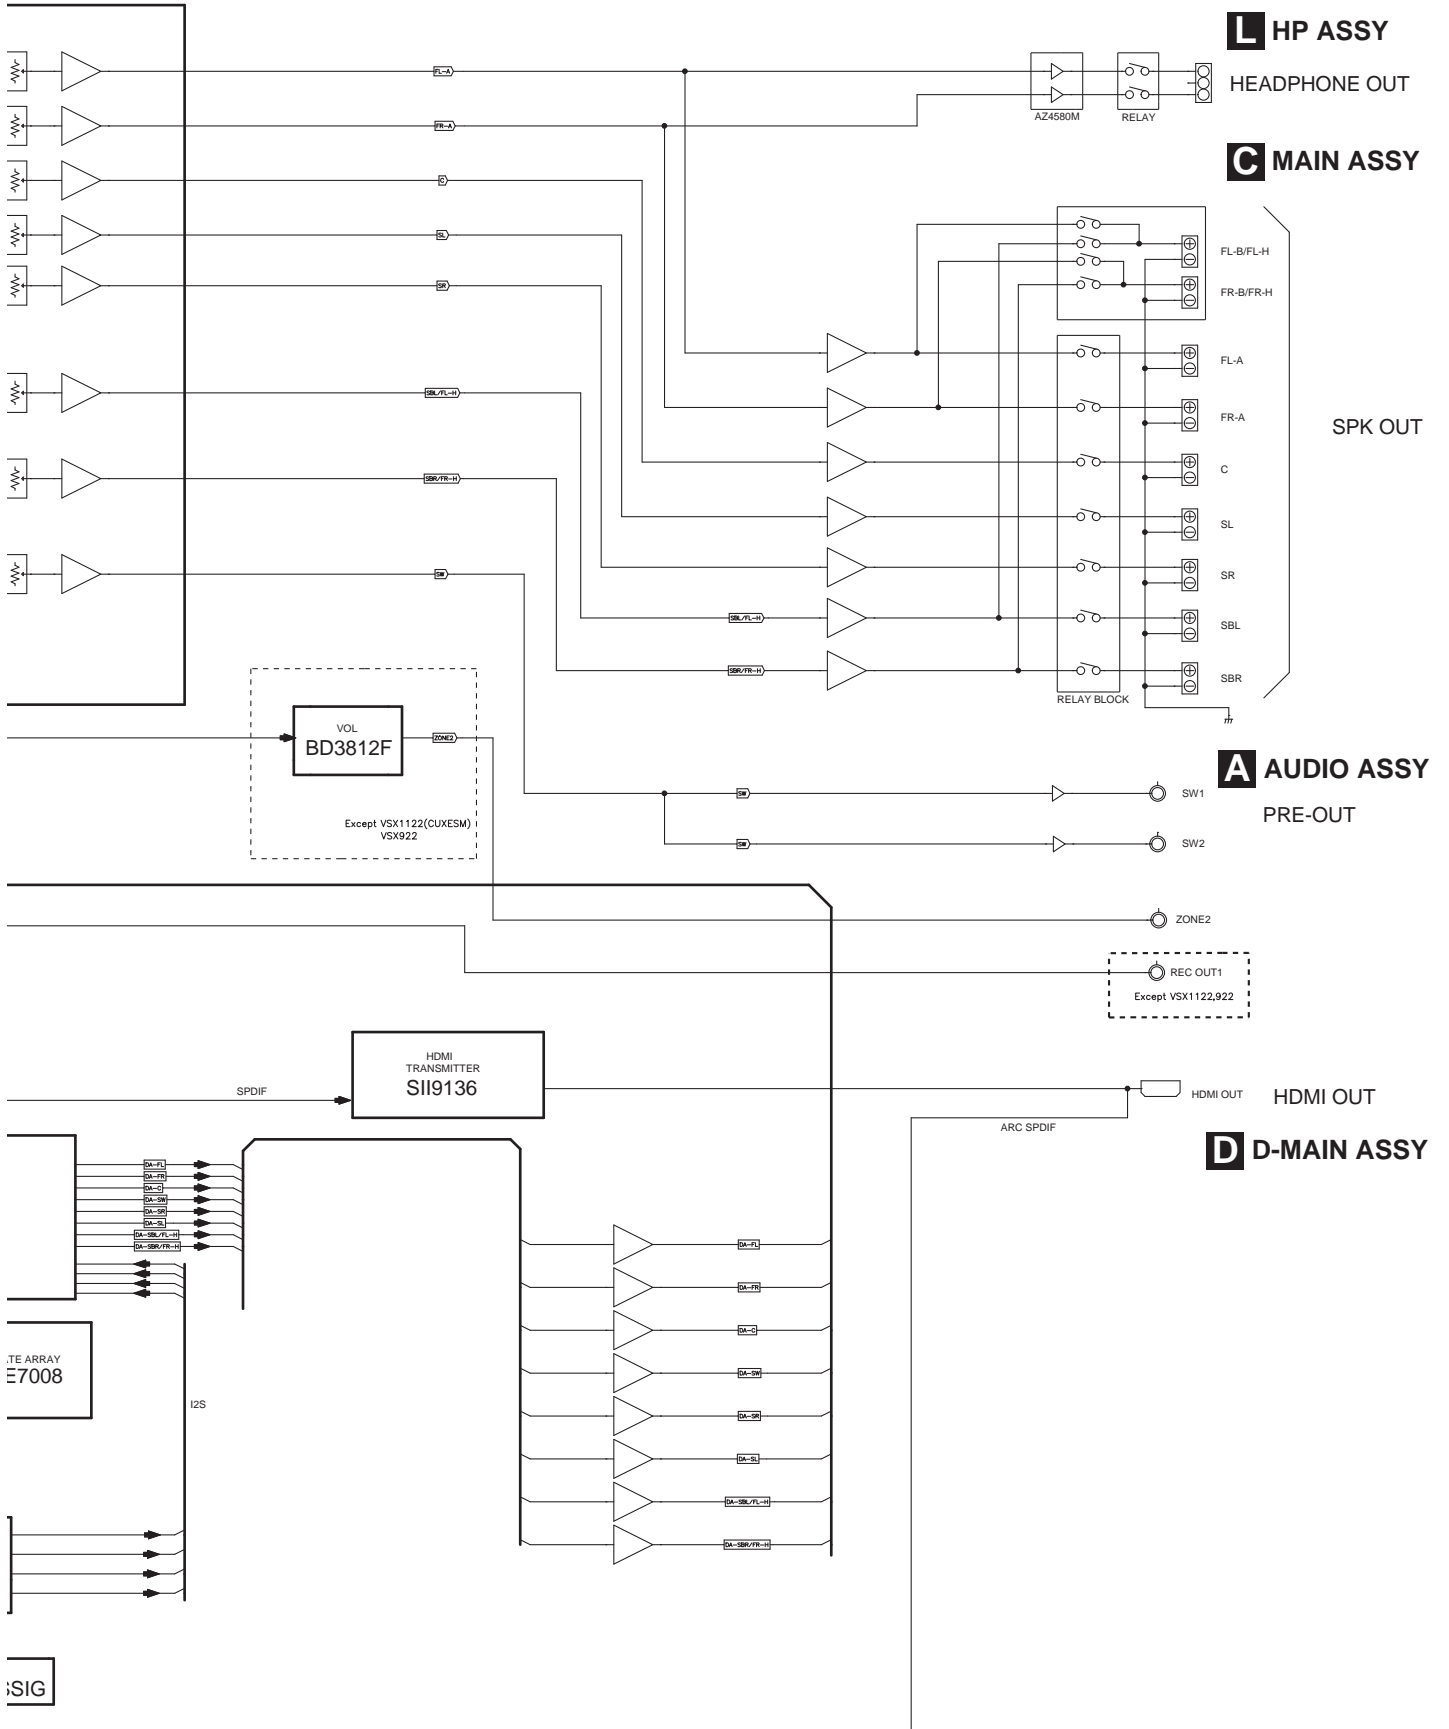 L HP ASSY
FL-A
HEADPHONE OUT
AZ4580M
RELAY
FR-A
C MAIN ASSY
C
SL
FL-B/FL-H
SR
FR-B/FR-H
FL-A
SBL/FL-H
FR-A
SPK OUT
C
SBR/FR-H
SL
SW
SR
SBL/FL-H
SBL
SBR/FR-H
SBR
RELAY BLOCK
VOL
BD3812F
ZONE2
A AUDIO ASSY
SW
SW1
PRE-OUT
Except VSX1122(CUXESM)
VSX922
SW
SW2
ZONE2
REC OUT1
Except VSX1122,922
HDMI
TRANSMITTER
SII9136
SPDIF
HDMI OUT
HDMI OUT
ARC SPDIF
D D-MAIN ASSY
DA-FL
DA-FR
DA-C
DA-SW
DA-SR
DA-SL
DA-SBL/FL-H
DA-SBR/FR-H
DA-FL
DA-FR
DA-C
TE ARRAY
E7008
DA-SW
I2S
DA-SR
DA-SL
DA-SBL/FL-H
DA-SBR/FR-H
SSIG